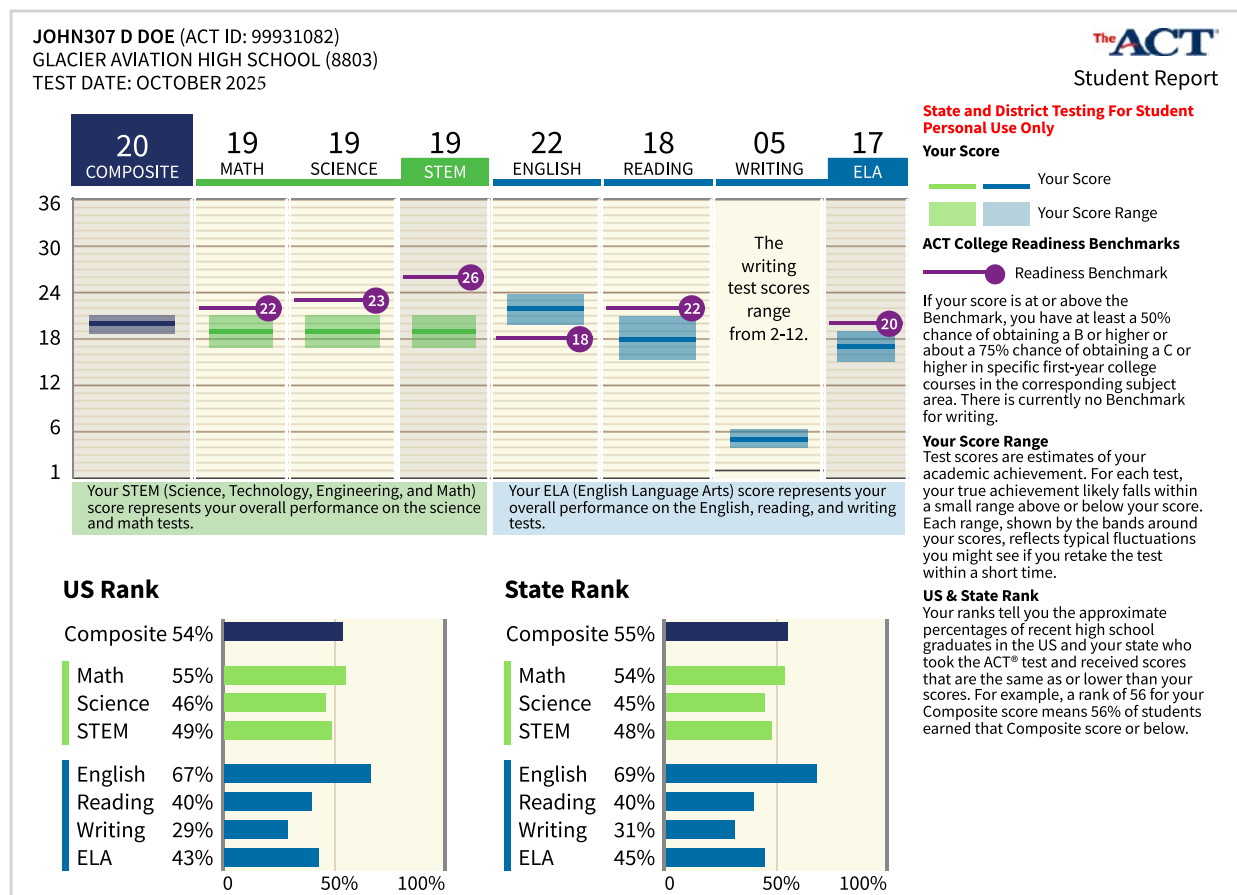 JOHN307 D DOE (ACT ID: 99931082)
GLACIER AVIATION HIGH SCHOOL (8803)
TEST DATE: OCTOBER 2025
The ACT
Student Report
20 19 19 19 22 18 05 17
COMPOSITE MATH SCIENCE STEM ENGLISH READING WRITING ELA
36
30
24
18
12
6
1
22
23
26
18
22
The
writing
test scores
range
from 2-12.
20
Your STEM (Science, Technology, Engineering, and Math)
score represents your overall performance on the science
and math tests.
Your ELA (English Language Arts) score represents your
overall performance on the English, reading, and writing
tests.
State and District Testing For Student
Personal Use Only
Your Score
Your Score
Your Score Range
ACT College Readiness Benchmarks
Readiness Benchmark
If your score is at or above the
Benchmark, you have at least a 50%
chance of obtaining a B or higher or
about a 75% chance of obtaining a C or
higher in specific first-year college
courses in the corresponding subject
area. There is currently no Benchmark
for writing.
Your Score Range
Test scores are estimates of your
academic achievement. For each test,
your true achievement likely falls within
a small range above or below your score.
Each range, shown by the bands around
your scores, reflects typical fluctuations
you might see if you retake the test
within a short time.
US & State Rank
Your ranks tell you the approximate
percentages of recent high school
graduates in the US and your state who
took the ACT® test and received scores
that are the same as or lower than your
scores. For example, a rank of 56 for your
Composite score means 56% of students
earned that Composite score or below.
US Rank
Composite 54%
Math 55%
Science 46%
STEM 49%
English 67%
Reading 40%
Writing 29%
ELA 43%
0 50% 100%
State Rank
Composite 55%
Math 54%
Science 45%
STEM 48%
English 69%
Reading 40%
Writing 31%
ELA 45%
0 50% 100%